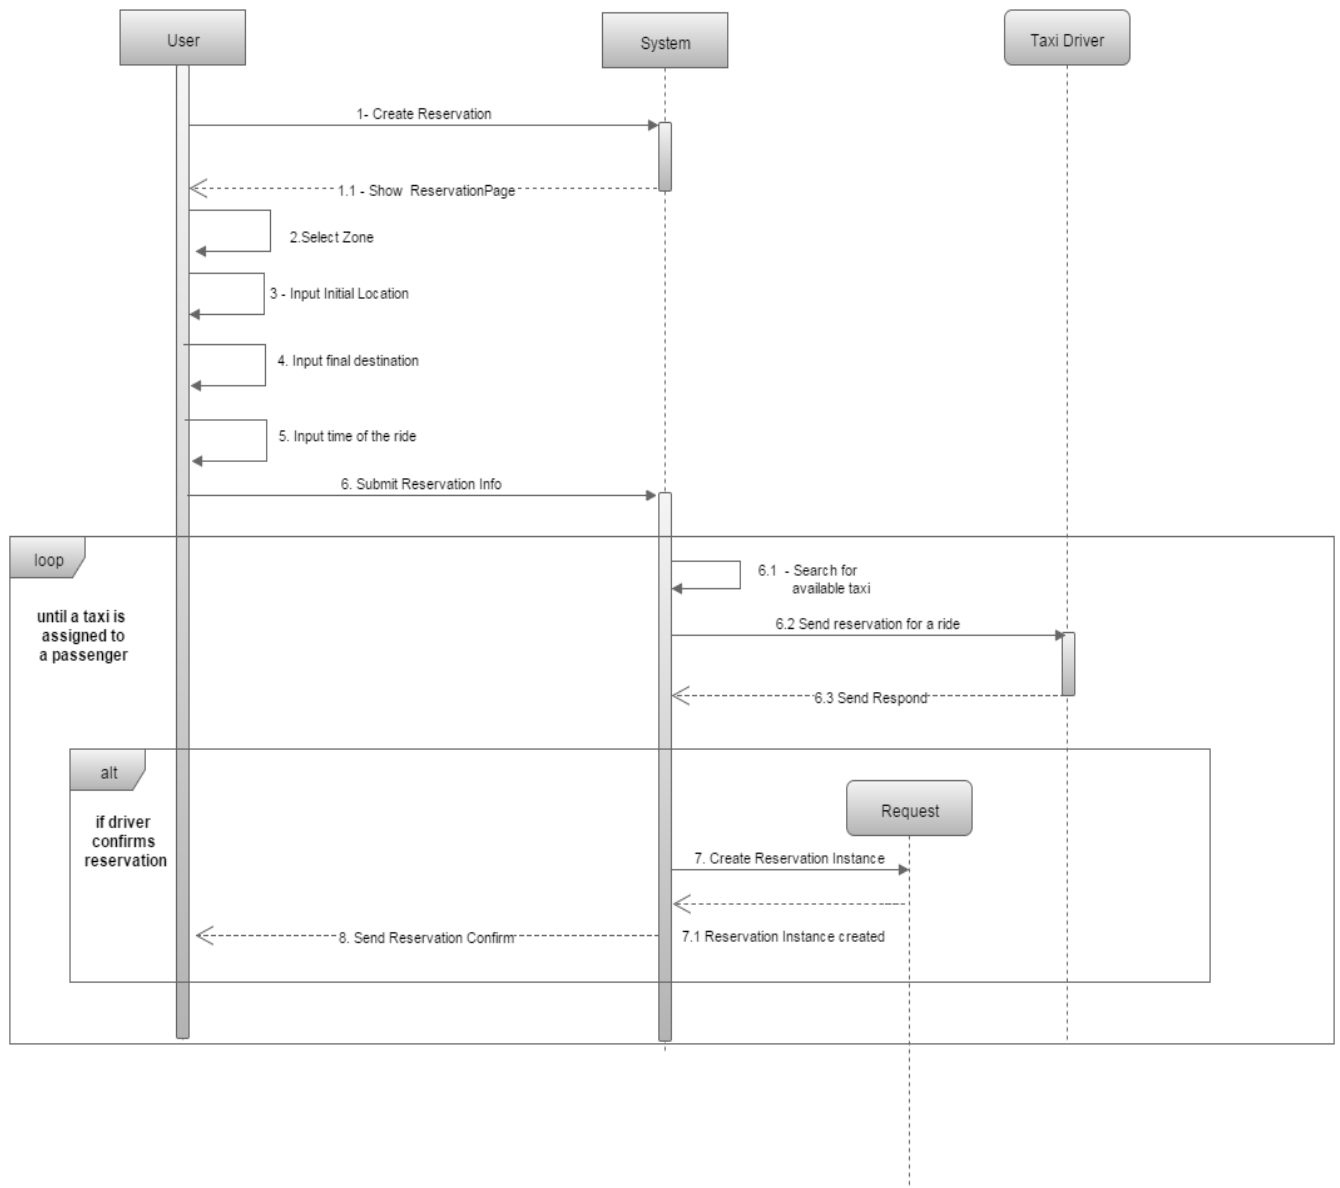 User
System
Taxi Driver
1- Create Reservation
1.1 - Show ReservationPage
2.Select Zone
3 - Input Initial Location
4. Input final destination
5. Input time of the ride
6. Submit Reservation Info
loop
until a taxi is
assigned to
a passenger
6.1 - Search for
available taxi
6.2 Send reservation for a ride
6.3 Send Respond
alt
if driver
confirms
reservation
Request
7. Create Reservation Instance
8. Send Reservation Confirm
7.1 Reservation Instance created